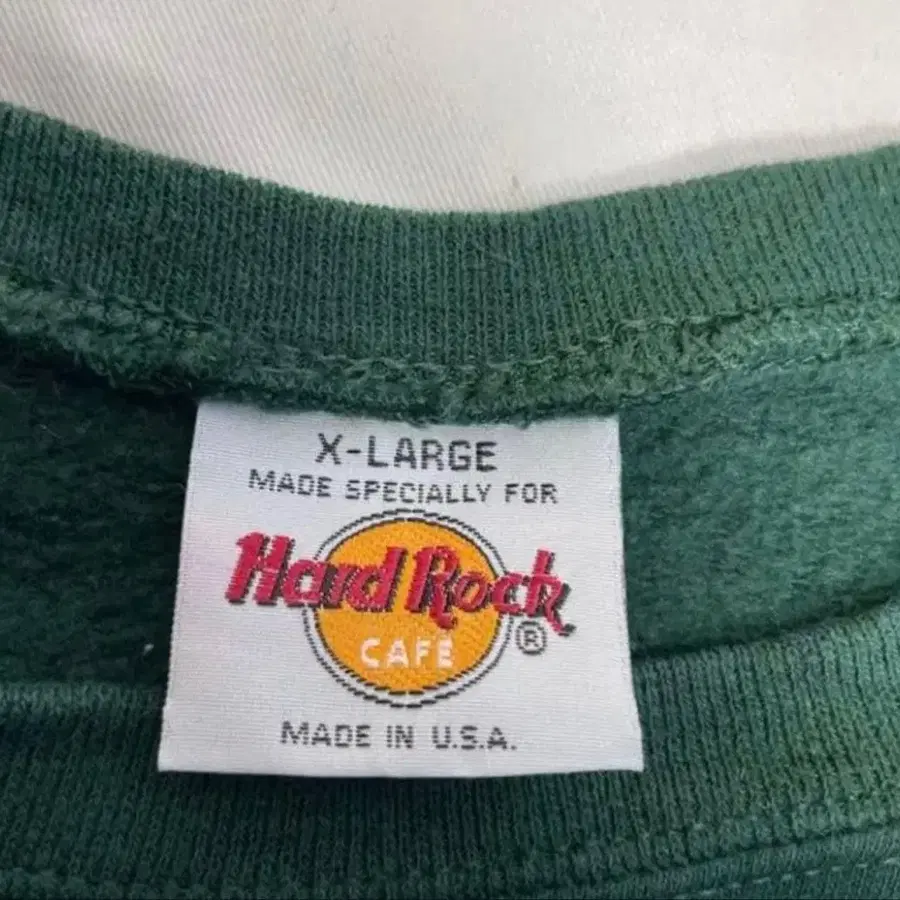 X-LARGE
MADE SPECIALLY FOR
Hard Rock
CAFE
®
MADE IN U.S.A.